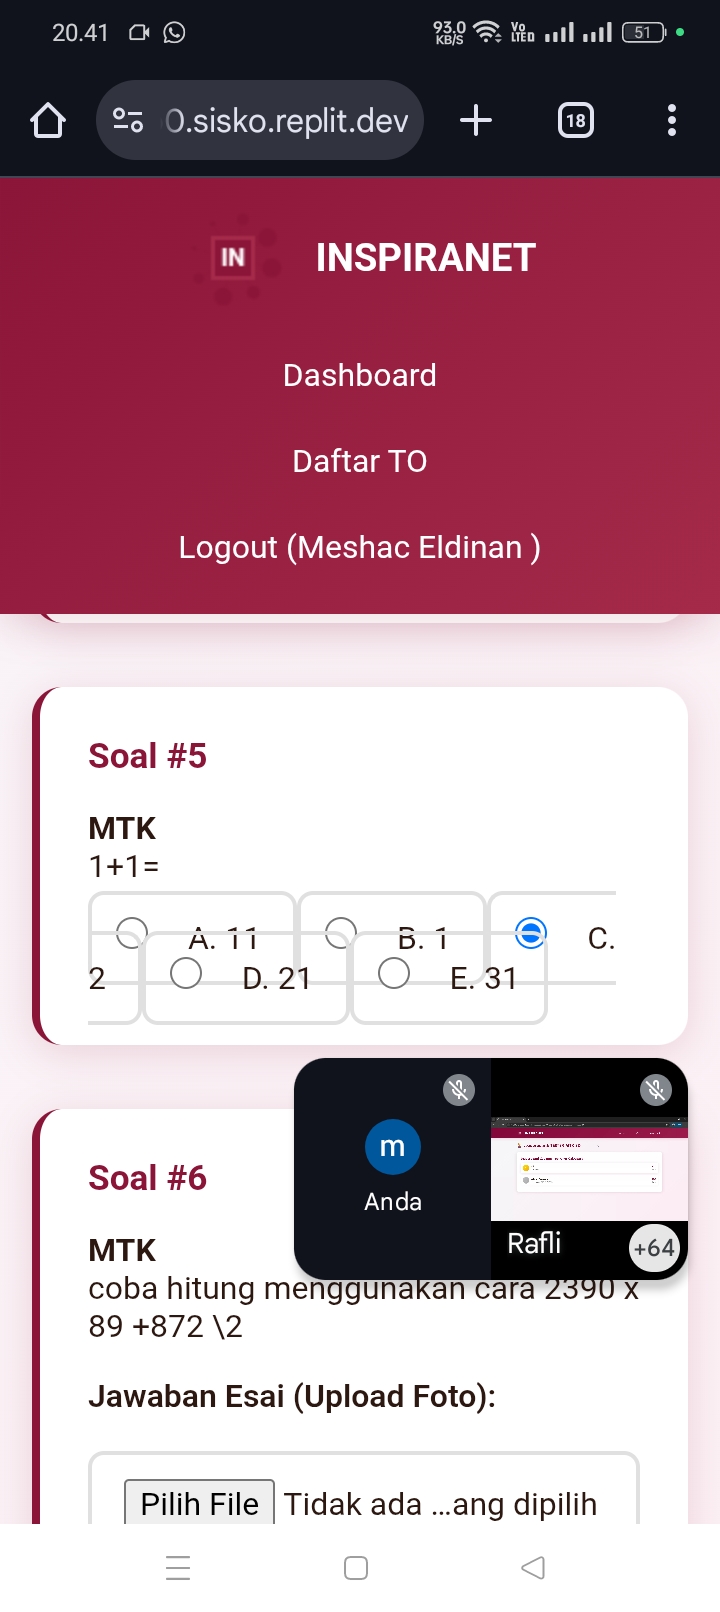 20.41
93.0
KB/S
Vo
LTED
51
0.sisko.replit.dev
18
IN
INSPIRANET
Dashboard
Daftar TO
Logout (Meshac Eldinan )
Soal #5
MTK
1+1=
A. 11
B. 1
C.
2
D. 21
E. 31
Soal #6
MTK
coba hitung menggunakan cara 2390 x
89 +872 \2
Jawaban Esai (Upload Foto):
Pilih File Tidak ada ...ang dipilih
m
Anda
Rafli
+64